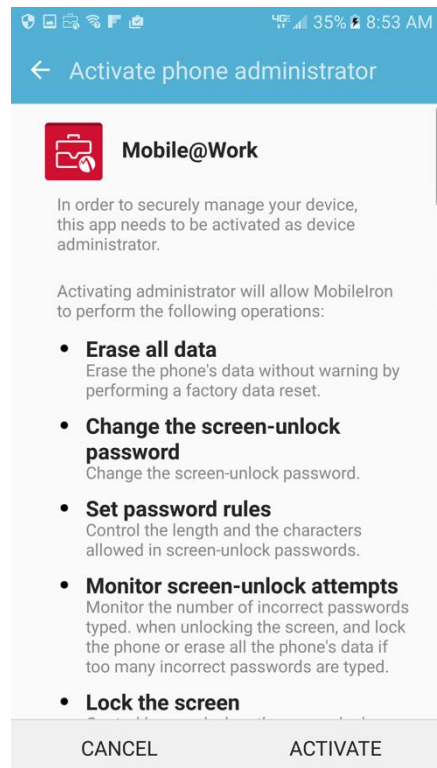 4G 35% 8:53 AM
← Activate phone administrator
Mobile@Work
In order to securely manage your device,
this app needs to be activated as device
administrator.
Activating administrator will allow MobileIron
to perform the following operations:
• Erase all data
Erase the phone's data without warning by
performing a factory data reset.
• Change the screen-unlock
password
Change the screen-unlock password.
• Set password rules
Control the length and the characters
allowed in screen-unlock passwords.
• Monitor screen-unlock attempts
Monitor the number of incorrect passwords
typed. when unlocking the screen, and lock
the phone or erase all the phone's data if
too many incorrect passwords are typed.
• Lock the screen
CANCEL ACTIVATE